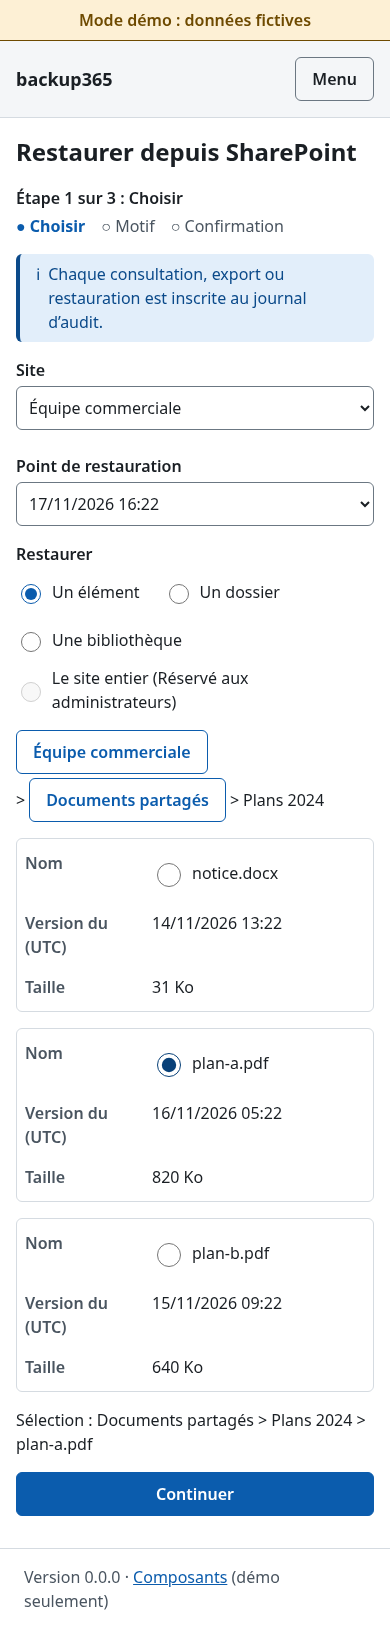 Mode démo : données fictives
backup365
Menu
Restaurer depuis SharePoint
Étape 1 sur 3 : Choisir
● Choisir ○ Motif ○ Confirmation
i Chaque consultation, export ou
restauration est inscrite au journal
d’audit.
Site
Équipe commerciale
Point de restauration
17/11/2026 16:22
Restaurer
Un élément
Un dossier
Une bibliothèque
Le site entier (Réservé aux
administrateurs)
Équipe commerciale
> Documents partagés > Plans 2024
Nom notice.docx
Version du 14/11/2026 13:22
(UTC)
Taille 31 Ko
Nom plan-a.pdf
Version du 16/11/2026 05:22
(UTC)
Taille 820 Ko
Nom plan-b.pdf
Version du 15/11/2026 09:22
(UTC)
Taille 640 Ko
Sélection : Documents partagés > Plans 2024 >
plan-a.pdf
Continuer
Version 0.0.0 · Composants (démo
seulement)